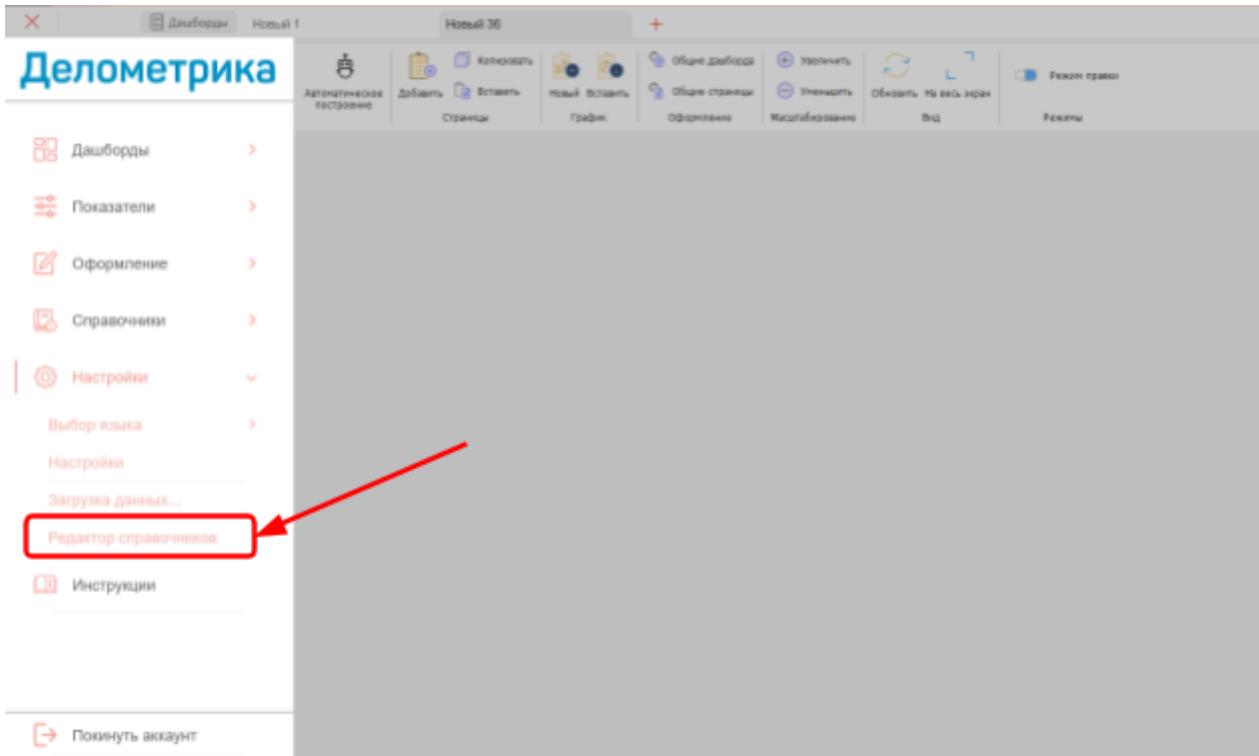 Дашборды Новый 1 Новый 36
Делометрика
Автоматическое построение
Добавить
Копировать
Вставить
Страницы
Новый Вставить
График
Общие дашборда
Общие страницы
Оформление
Увеличить
Уменьшить
Масштабирование
Обновить На весь экран
Вид
Режим правки
Режимы
Дашборды
Показатели
Оформление
Справочники
Настройки
Выбор языка
Настройки
Загрузка данных...
Редактор справочников
Инструкции
Покинуть аккаунт